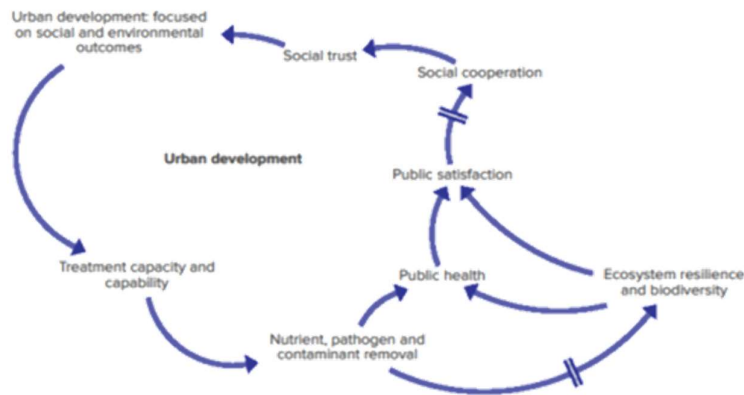 Urban development: focused
on social and environmental
outcomes
Social trust
Social cooperation
Urban development
Public satisfaction
Treatment capacity and
capability
Public health
Ecosystem resilience
and biodiversity
Nutrient, pathogen and
contaminant removal